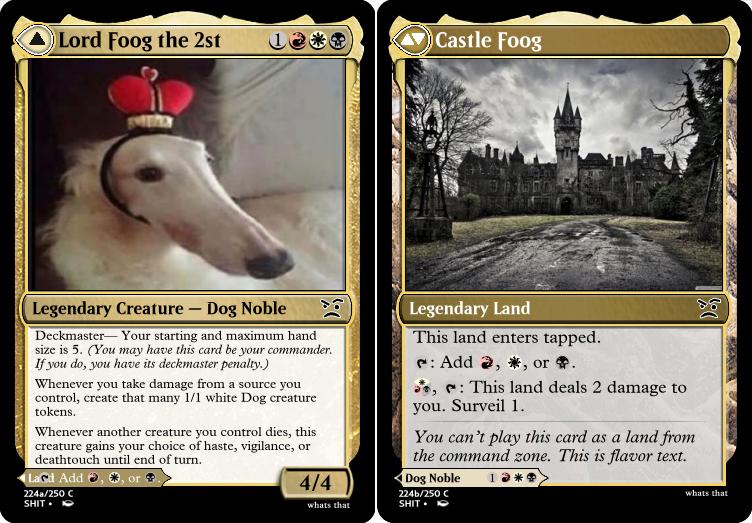 Lord Foog the 2st
1
Legendary Creature — Dog Noble
Deckmaster— Your starting and maximum hand
size is 5. (You may have this card be your commander.
If you do, you have its deckmaster penalty.)
Whenever you take damage from a source you
control, create that many 1/1 white Dog creature
tokens.
Whenever another creature you control dies, this
creature gains your choice of haste, vigilance, or
deathtouch until end of turn.
Land Add , , or .
4/4
224a/250 C
SHIT •
whats that
Castle Foog
Legendary Land
This land enters tapped.
: Add , , or .
, : This land deals 2 damage to
you. Surveil 1.
You can't play this card as a land from
the command zone. This is flavor text.
Dog Noble 1
224b/250 C
SHIT •
whats that